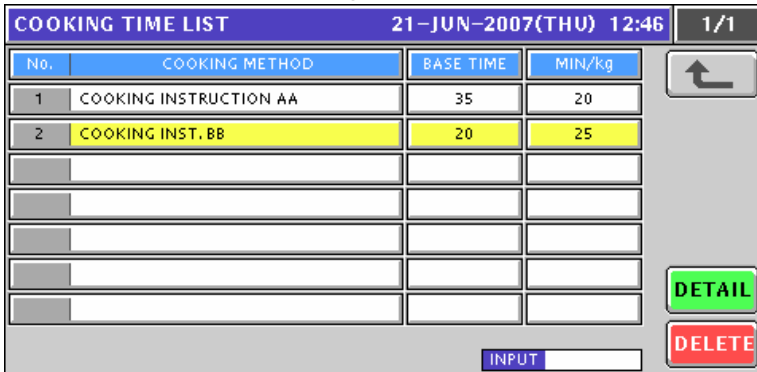 COOKING TIME LIST 21-JUN-2007(THU) 12:46 1/1
No. COOKING METHOD BASE TIME MIN/kg
1 COOKING INSTRUCTION AA 35 20
2 COOKING INST. BB 20 25
DETAIL
DELETE
INPUT